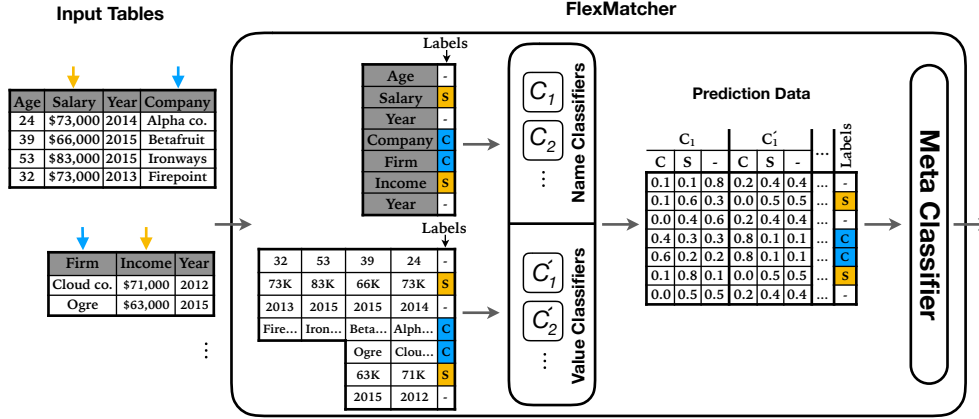 Input Tables
FlexMatcher
Age Salary Year Company
24 $73,000 2014 Alpha co.
39 $66,000 2015 Betafruit
53 $83,000 2015 Ironways
32 $73,000 2013 Firepoint
Firm Income Year
Cloud co. $71,000 2012
Ogre $63,000 2015
⋮
Labels
Age -
Salary S
Year -
Company C
Firm C
Income S
Year -
Labels
32 53 39 24 -
73K 83K 66K 73K S
2013 2015 2015 2014 -
Fire... Iron... Beta... Alph... C
Ogre Clou... C
63K 71K S
2015 2012 -
C1
C2
⋮
Name Classifiers
C′1
C′2
⋮
Value Classifiers
Prediction Data
C1 C′1 ... Labels
C S - C S -
0.1 0.1 0.8 0.2 0.4 0.4 ... -
0.1 0.6 0.3 0.0 0.5 0.5 ... S
0.0 0.4 0.6 0.2 0.4 0.4 ... -
0.4 0.3 0.3 0.8 0.1 0.1 ... C
0.6 0.2 0.2 0.8 0.1 0.1 ... C
0.1 0.8 0.1 0.0 0.5 0.5 ... S
0.0 0.5 0.5 0.2 0.4 0.4 ... -
Meta Classifier